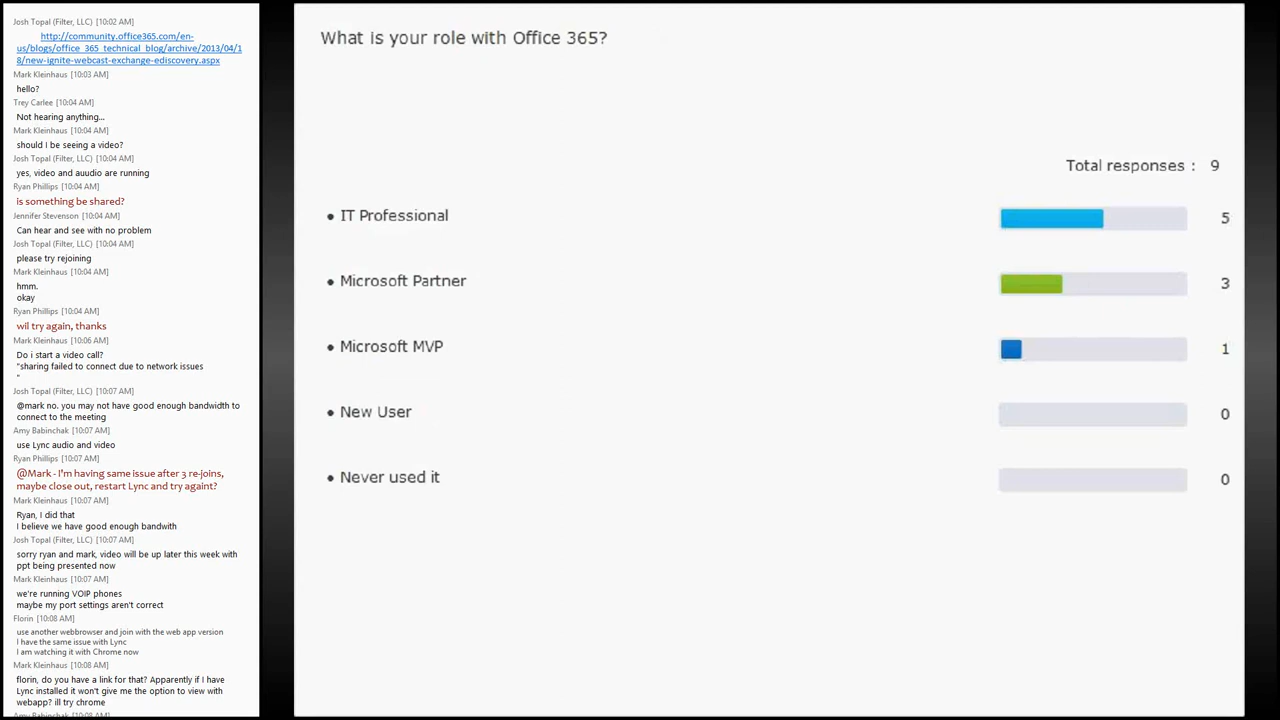 Josh Topal (Filter, LLC) [10:02 AM]
http://community.office365.com/en-
us/blogs/office_365_technical_blog/archive/2013/04/1
8/new-ignite-webcast-exchange-ediscovery.aspx
Mark Kleinhaus [10:03 AM]
hello?
Trey Carlee [10:04 AM]
Not hearing anything...
Mark Kleinhaus [10:04 AM]
should I be seeing a video?
Josh Topal (Filter, LLC) [10:04 AM]
yes, video and auudio are running
Ryan Phillips [10:04 AM]
is something be shared?
Jennifer Stevenson [10:04 AM]
Can hear and see with no problem
Josh Topal (Filter, LLC) [10:04 AM]
please try rejoining
Mark Kleinhaus [10:04 AM]
hmm.
okay
Ryan Phillips [10:04 AM]
wil try again, thanks
Mark Kleinhaus [10:06 AM]
Do i start a video call?
"sharing failed to connect due to network issues
"
Josh Topal (Filter, LLC) [10:07 AM]
@mark no. you may not have good enough bandwidth to
connect to the meeting
Amy Babinchak [10:07 AM]
use Lync audio and video
Ryan Phillips [10:07 AM]
@Mark - I'm having same issue after 3 re-joins,
maybe close out, restart Lync and try againt?
Mark Kleinhaus [10:07 AM]
Ryan, I did that
I believe we have good enough bandwith
Josh Topal (Filter, LLC) [10:07 AM]
sorry ryan and mark, video will be up later this week with
ppt being presented now
Mark Kleinhaus [10:07 AM]
we're running VOIP phones
maybe my port settings aren't correct
Florin [10:08 AM]
use another webbrowser and join with the web app version
I have the same issue with Lync
I am watching it with Chrome now
Mark Kleinhaus [10:08 AM]
florin, do you have a link for that? Apparently if I have
Lync installed it won't give me the option to view with
webapp? ill try chrome
Amy Babinchak [10:08 AM]
What is your role with Office 365?
Total responses : 9
• IT Professional 5
• Microsoft Partner 3
• Microsoft MVP 1
• New User 0
• Never used it 0